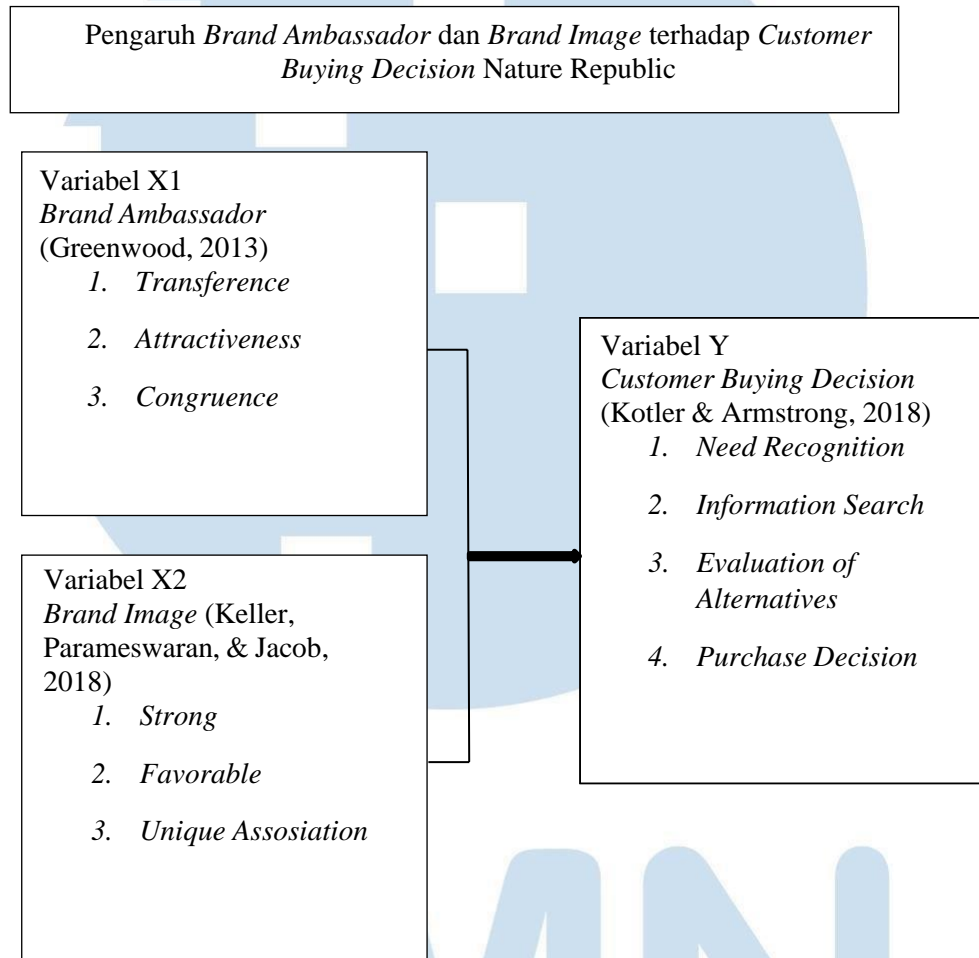 Pengaruh Brand Ambassador dan Brand Image terhadap Customer
Buying Decision Nature Republic
Variabel X1
Brand Ambassador
(Greenwood, 2013)
1. Transference
2. Attractiveness
3. Congruence
Variabel X2
Brand Image (Keller,
Parameswaran, & Jacob,
2018)
1. Strong
2. Favorable
3. Unique Assosiation
Variabel Y
Customer Buying Decision
(Kotler & Armstrong, 2018)
1. Need Recognition
2. Information Search
3. Evaluation of
Alternatives
4. Purchase Decision